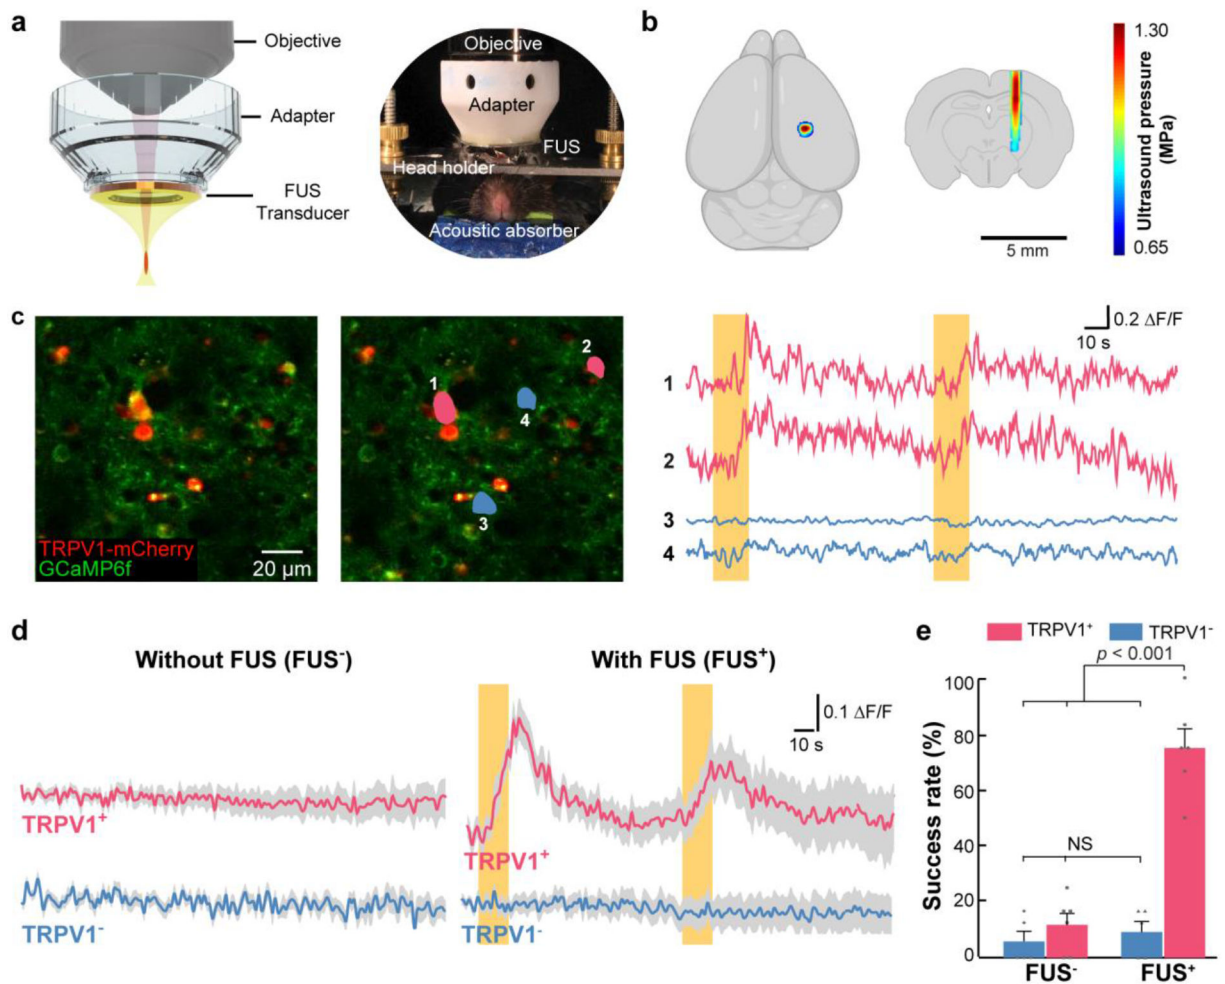 a
Objective
Adapter
FUS
Transducer
Objective
Adapter
FUS
Head holder
Acoustic absorber
b
1.30
Ultrasound pressure
(MPa)
0.65
5 mm
c
TRPV1-mCherry
GCaMP6f
20 µm
1
2
3
4
0.2 ΔF/F
10 s
1
2
3
4
d
Without FUS (FUS⁻)
With FUS (FUS⁺)
0.1 ΔF/F
10 s
TRPV1⁺
TRPV1⁻
TRPV1⁺
TRPV1⁻
e
TRPV1⁺
TRPV1⁻
p < 0.001
Success rate (%)
100
80
60
40
20
0
NS
FUS⁻
FUS⁺